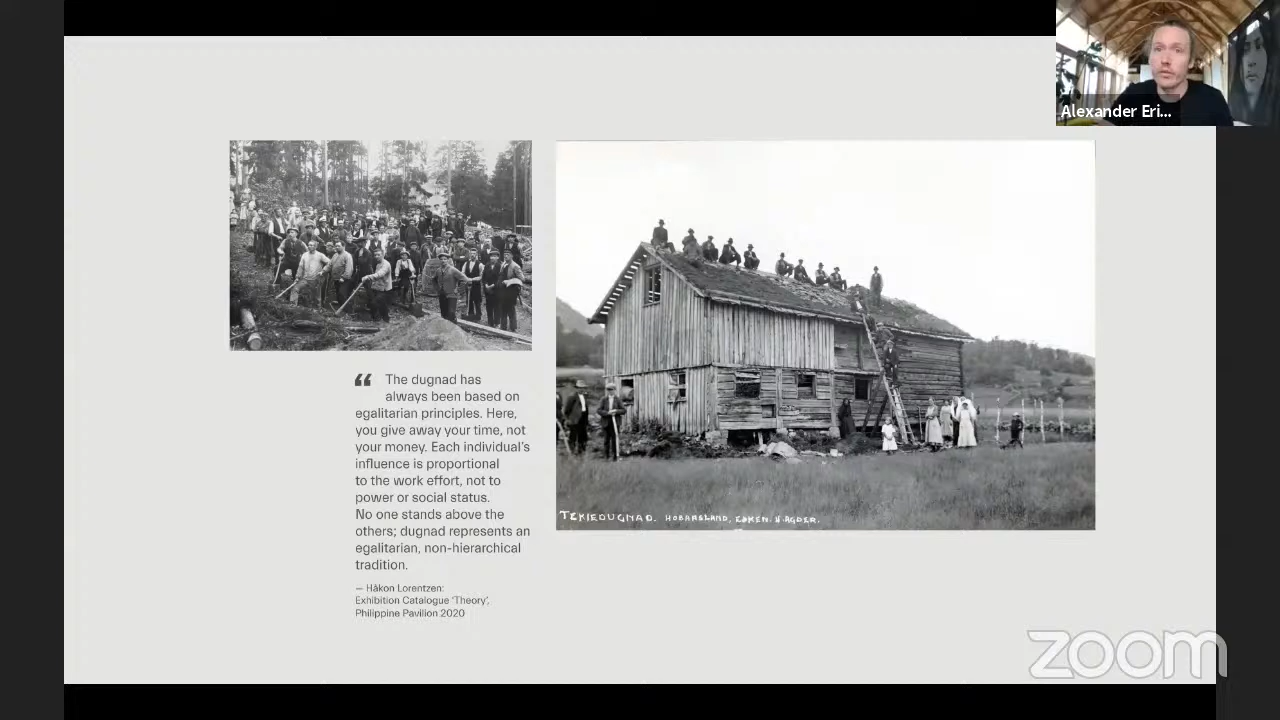 Alexander Eri...
“ The dugnad has
always been based on
egalitarian principles. Here,
you give away your time, not
your money. Each individual's
influence is proportional
to the work effort, not to
power or social status.
No one stands above the
others; dugnad represents an
egalitarian, non-hierarchical
tradition.
— Håkon Lorentzen:
Exhibition Catalogue ‘Theory’,
Philippine Pavilion 2020
HOBANSLAND,
AGDER.
zoom